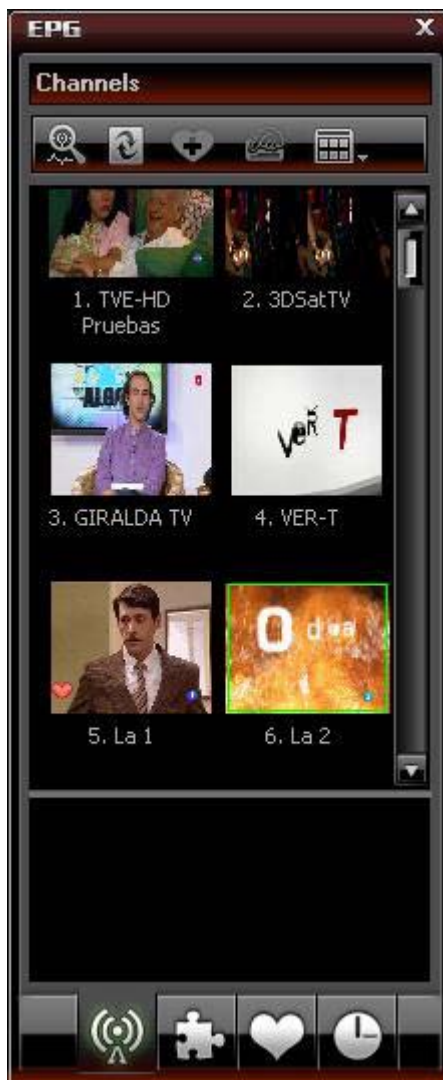 EPG
X
Channels
1. TVE-HD
Pruebas
2. 3DSatTV
3. GIRALDA TV
4. VER-T
VeR T
5. La 1
6. La 2
O